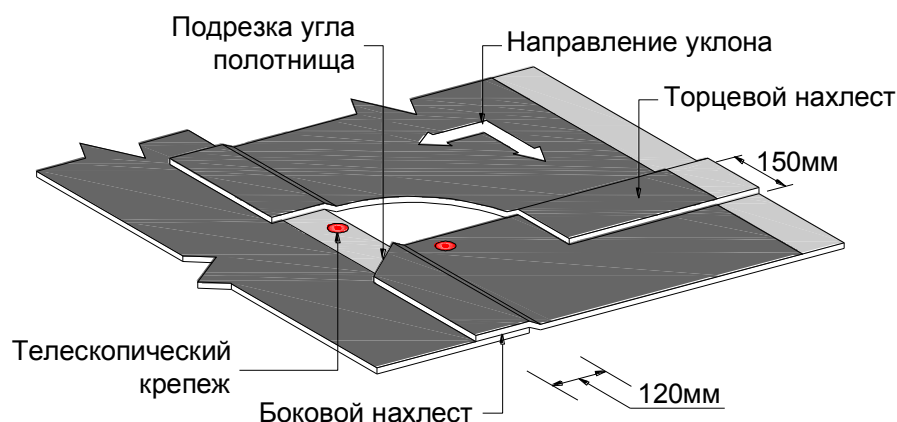 Подрезка угла
полотнища
Направление уклона
Торцевой нахлест
150мм
Телескопический
крепеж
Боковой нахлест
120мм